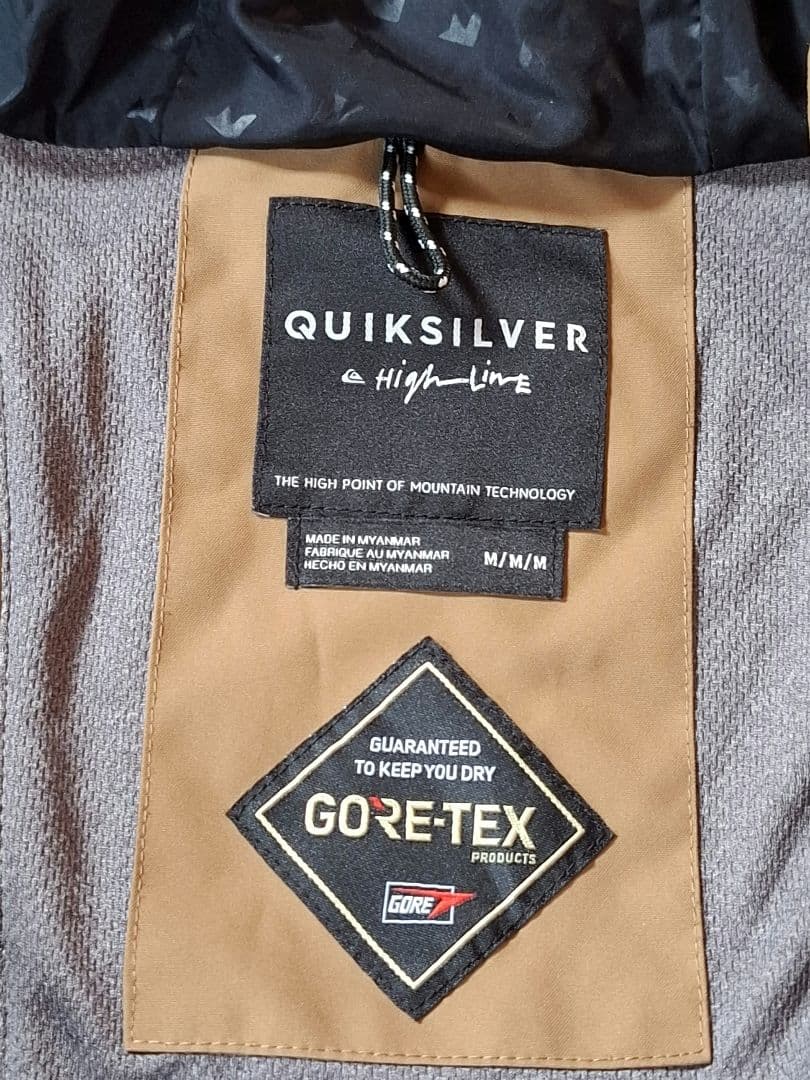 QUIKSILVER
High Line
THE HIGH POINT OF MOUNTAIN TECHNOLOGY
MADE IN MYANMAR
FABRIQUE AU MYANMAR
HECHO EN MYANMAR
M/M/M
GUARANTEED
TO KEEP YOU DRY
GORE-TEX
PRODUCTS
GORE